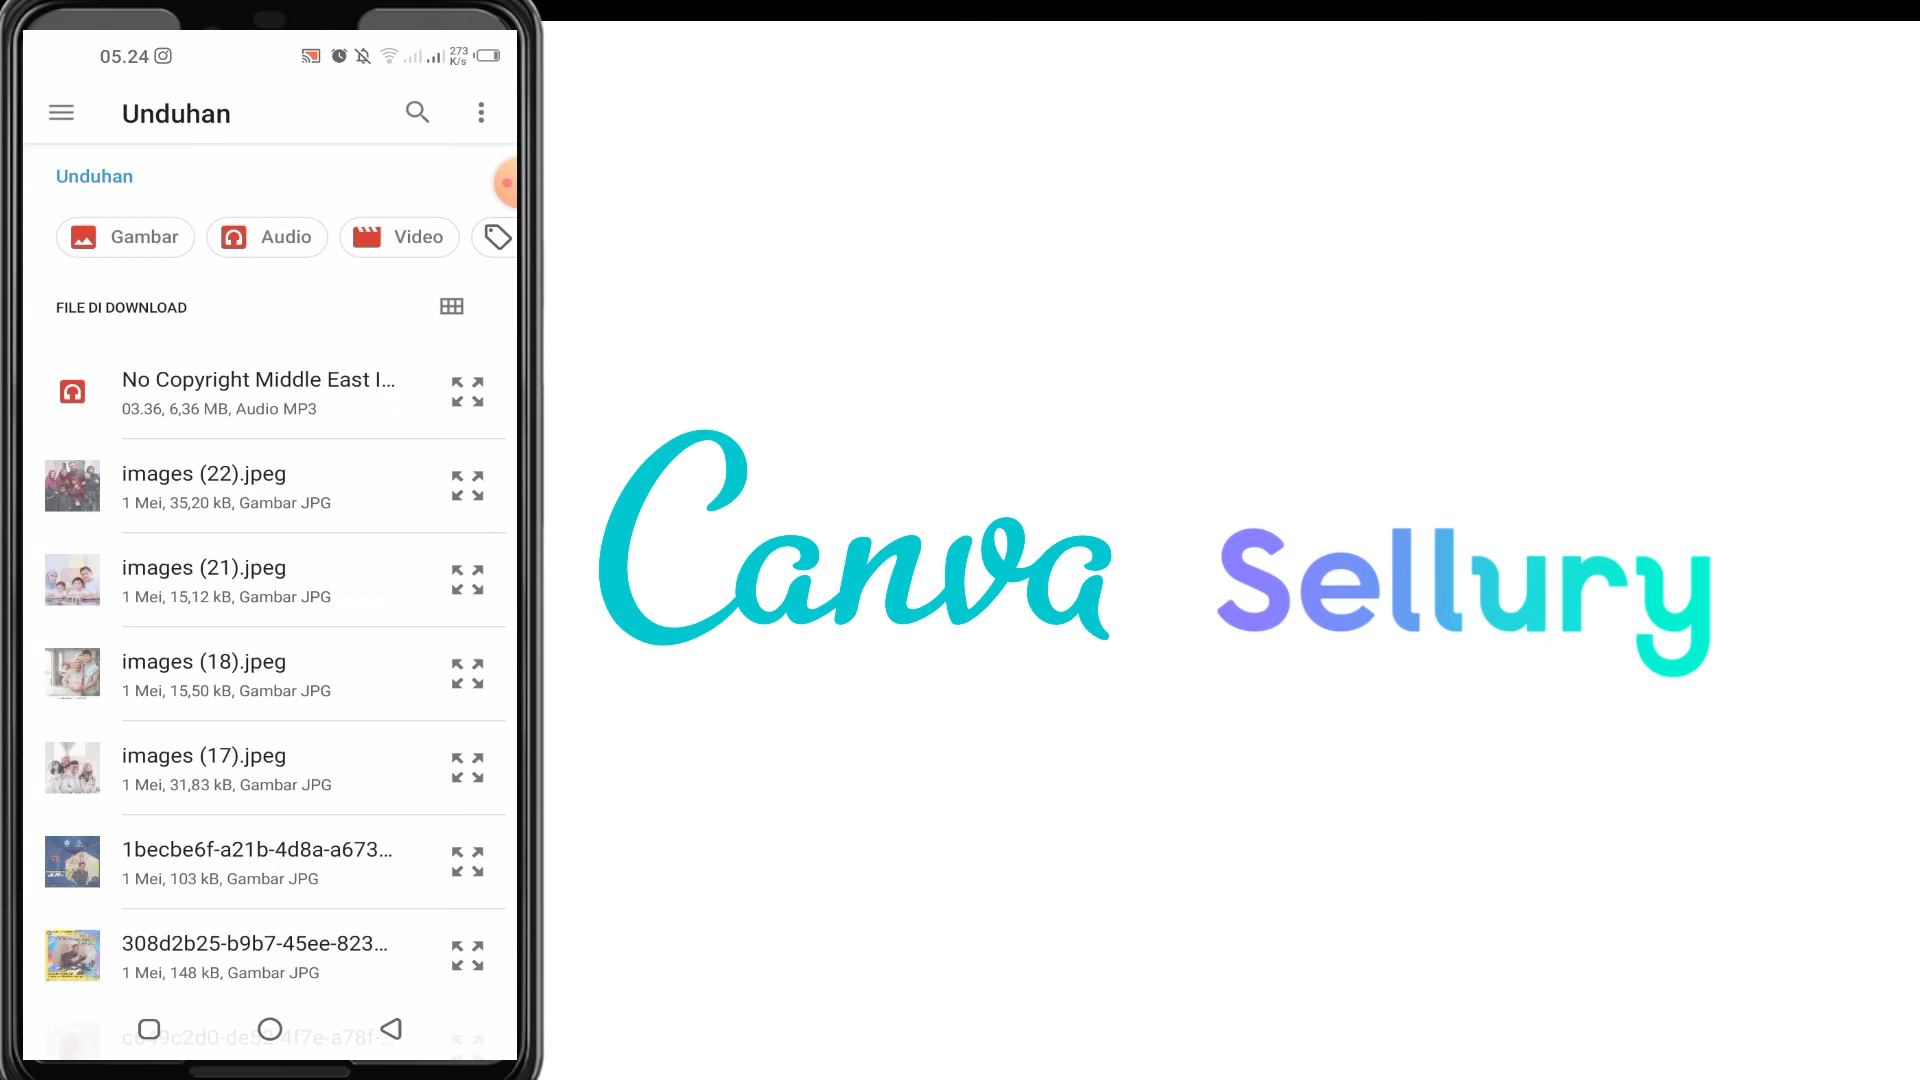 05.24
273
K/s
Unduhan
Unduhan
Gambar
Audio
Video
FILE DI DOWNLOAD
No Copyright Middle East I...
03.36, 6,36 MB, Audio MP3
images (22).jpeg
1 Mei, 35,20 kB, Gambar JPG
images (21).jpeg
1 Mei, 15,12 kB, Gambar JPG
images (18).jpeg
1 Mei, 15,50 kB, Gambar JPG
images (17).jpeg
1 Mei, 31,83 kB, Gambar JPG
1becbe6f-a21b-4d8a-a673...
1 Mei, 103 kB, Gambar JPG
308d2b25-b9b7-45ee-823...
1 Mei, 148 kB, Gambar JPG
Canva
Sellury